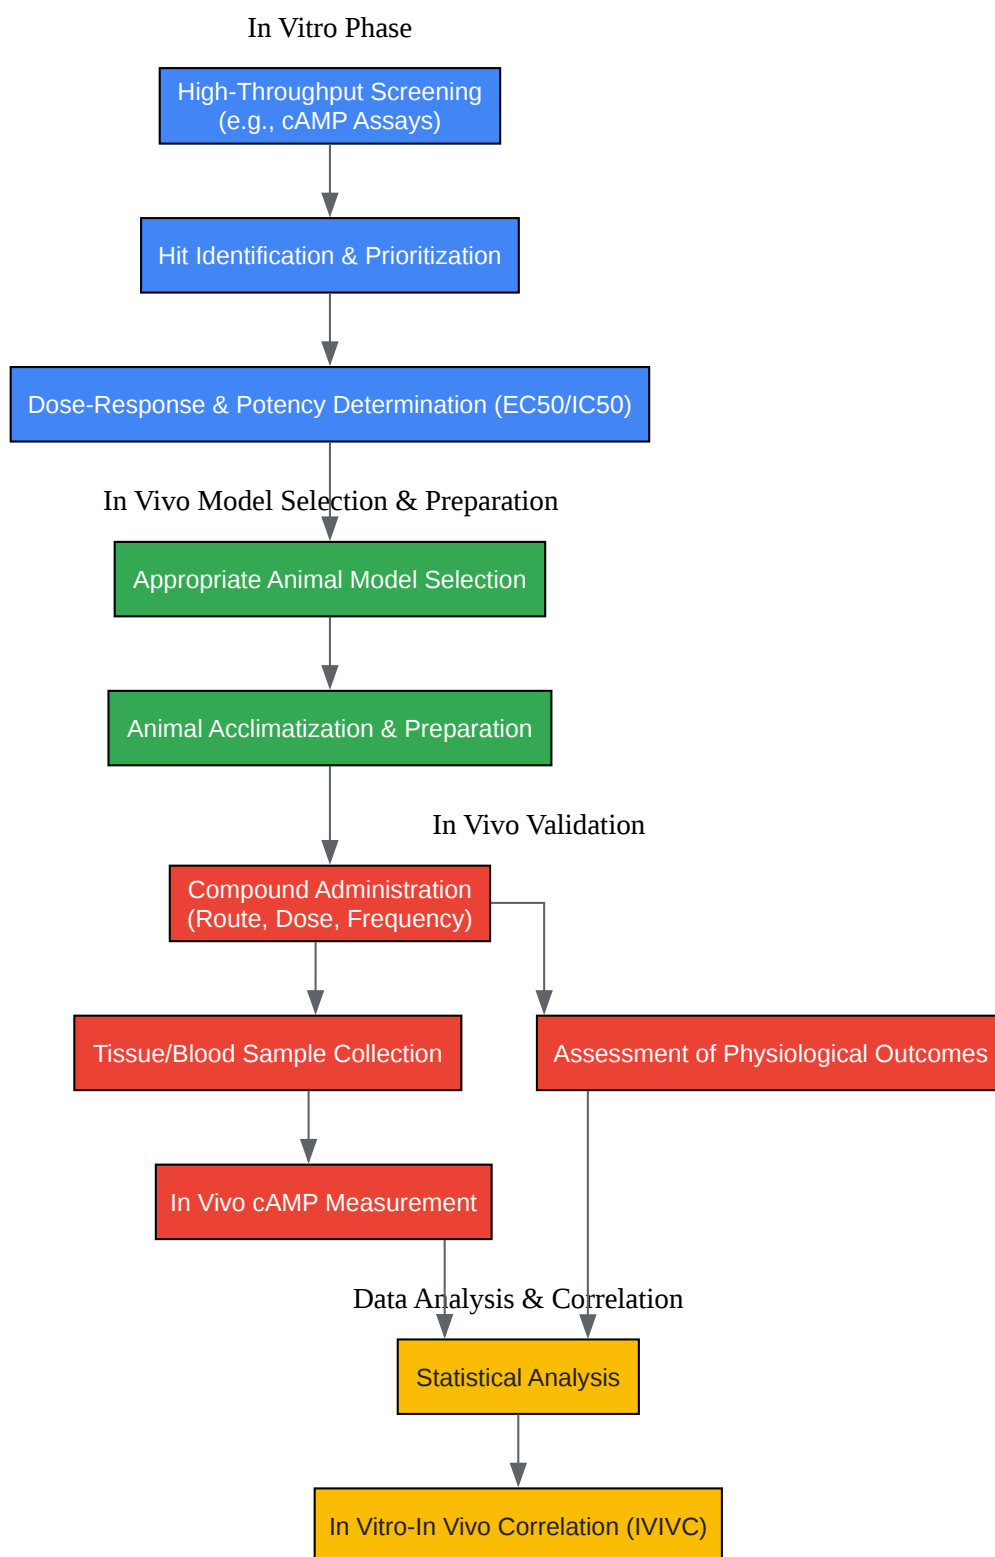 In Vitro Phase
High-Throughput Screening
(e.g., cAMP Assays)
Hit Identification & Prioritization
Dose-Response & Potency Determination (EC50/IC50)
In Vivo Model Selection & Preparation
Appropriate Animal Model Selection
Animal Acclimatization & Preparation
In Vivo Validation
Compound Administration
(Route, Dose, Frequency)
Tissue/Blood Sample Collection
Assessment of Physiological Outcomes
In Vivo cAMP Measurement
Data Analysis & Correlation
Statistical Analysis
In Vitro-In Vivo Correlation (IVIVC)